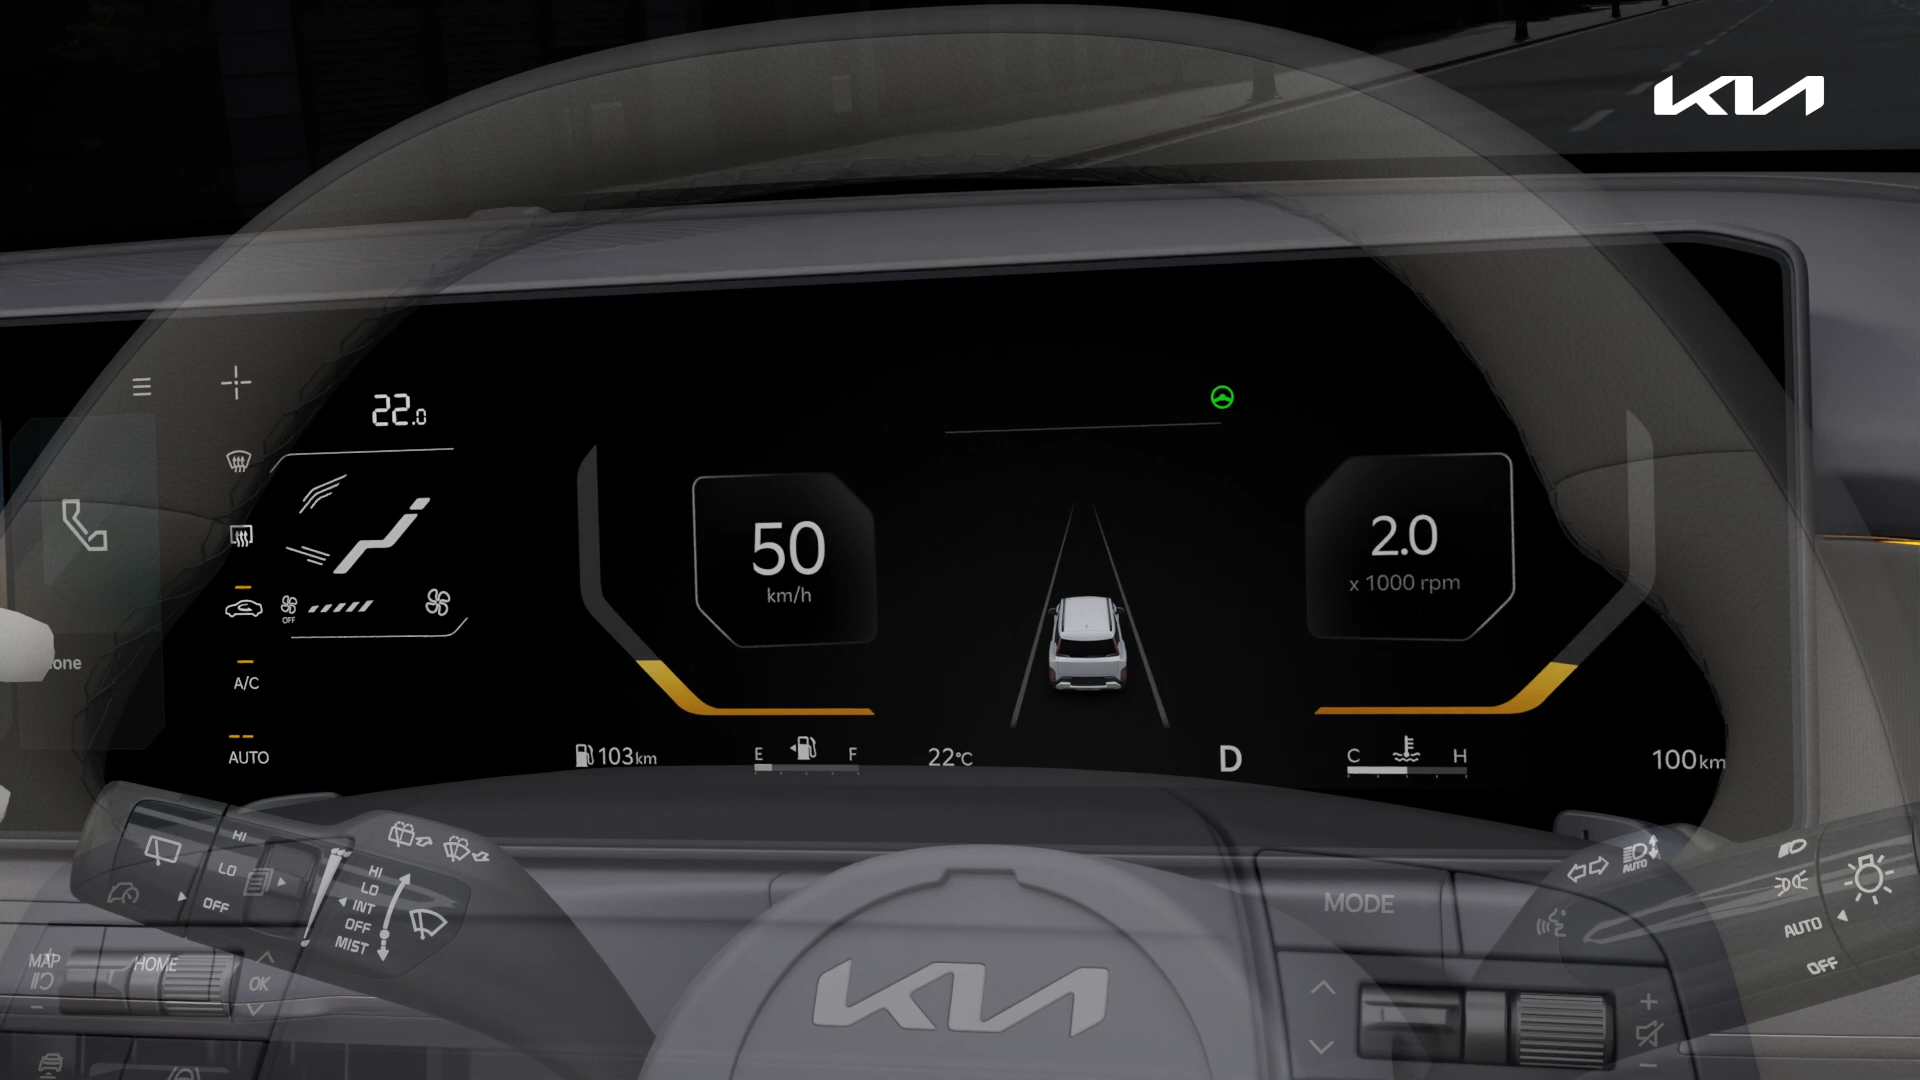 KIA
22.0
50
km/h
2.0
x 1000 rpm
OFF
one
A/C
AUTO
103km
E
F
22°C
D
C
H
100km
HI
LO
OFF
HI
LO
INT
OFF
MIST
AUTO
AUTO
OFF
MODE
MAP
HOME
OK
KIA